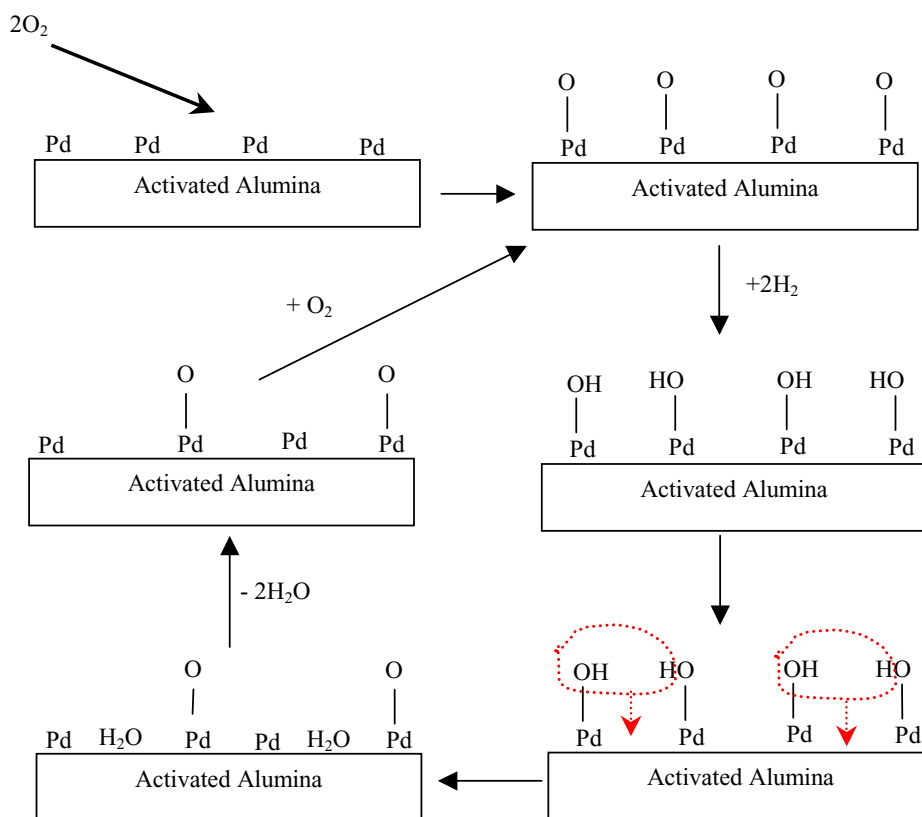 2O₂
O O O O
Pd Pd Pd Pd
Pd Pd Pd Pd
Activated Alumina
Activated Alumina
+2H₂
+ O₂
O O
OH HO OH HO
Pd Pd Pd Pd
Pd Pd Pd Pd
Activated Alumina
Activated Alumina
- 2H₂O
O O
OH HO OH HO
Pd H₂O Pd Pd H₂O Pd
Pd Pd Pd Pd
Activated Alumina
Activated Alumina